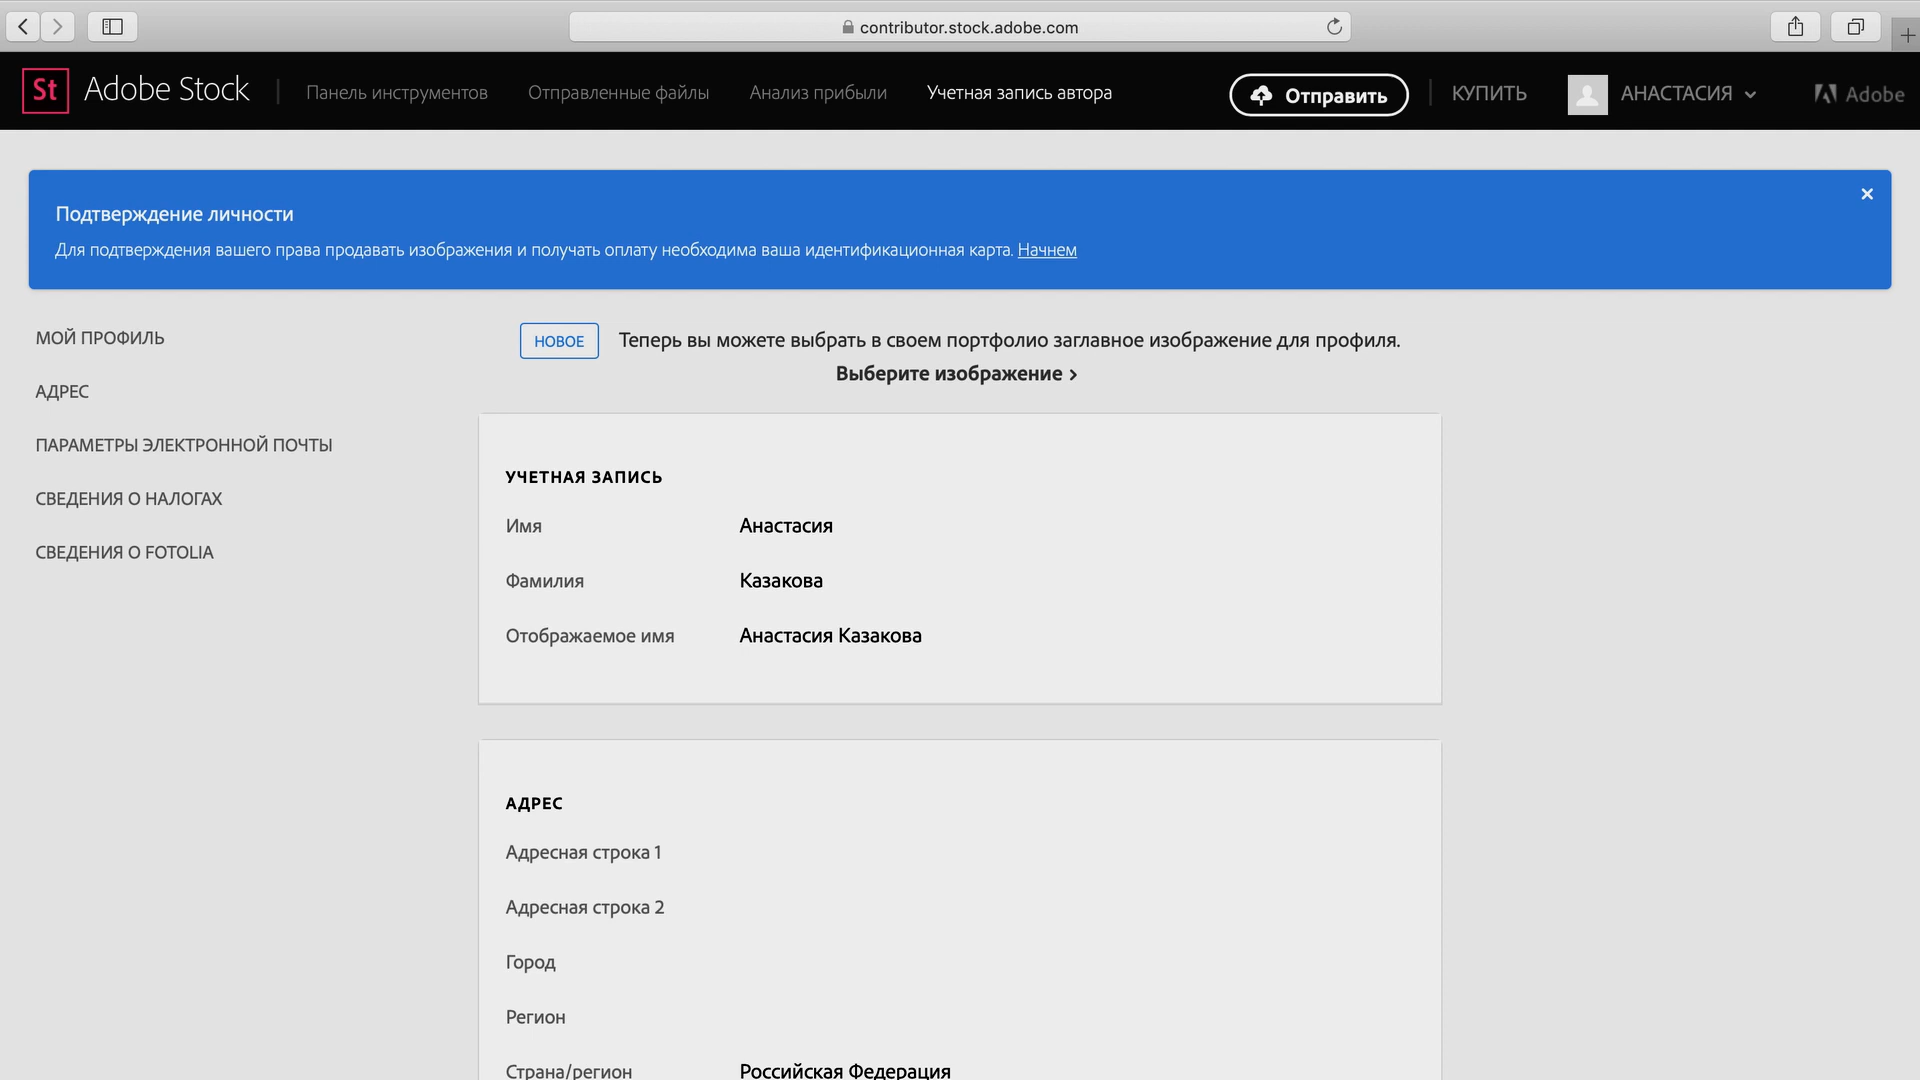 contributor.stock.adobe.com
St Adobe Stock Панель инструментов Отправленные файлы Анализ прибыли Учетная запись автора Отправить КУПИТЬ АНАСТАСИЯ Adobe
Подтверждение личности
Для подтверждения вашего права продавать изображения и получать оплату необходима ваша идентификационная карта. Начнем
МОЙ ПРОФИЛЬ
АДРЕС
ПАРАМЕТРЫ ЭЛЕКТРОННОЙ ПОЧТЫ
СВЕДЕНИЯ О НАЛОГАХ
СВЕДЕНИЯ О FOTOLIA
НОВОЕ Теперь вы можете выбрать в своем портфолио заглавное изображение для профиля.
Выберите изображение >
УЧЕТНАЯ ЗАПИСЬ
Имя Анастасия
Фамилия Казакова
Отображаемое имя Анастасия Казакова
АДРЕС
Адресная строка 1
Адресная строка 2
Город
Регион
Страна/регион Российская Федерация